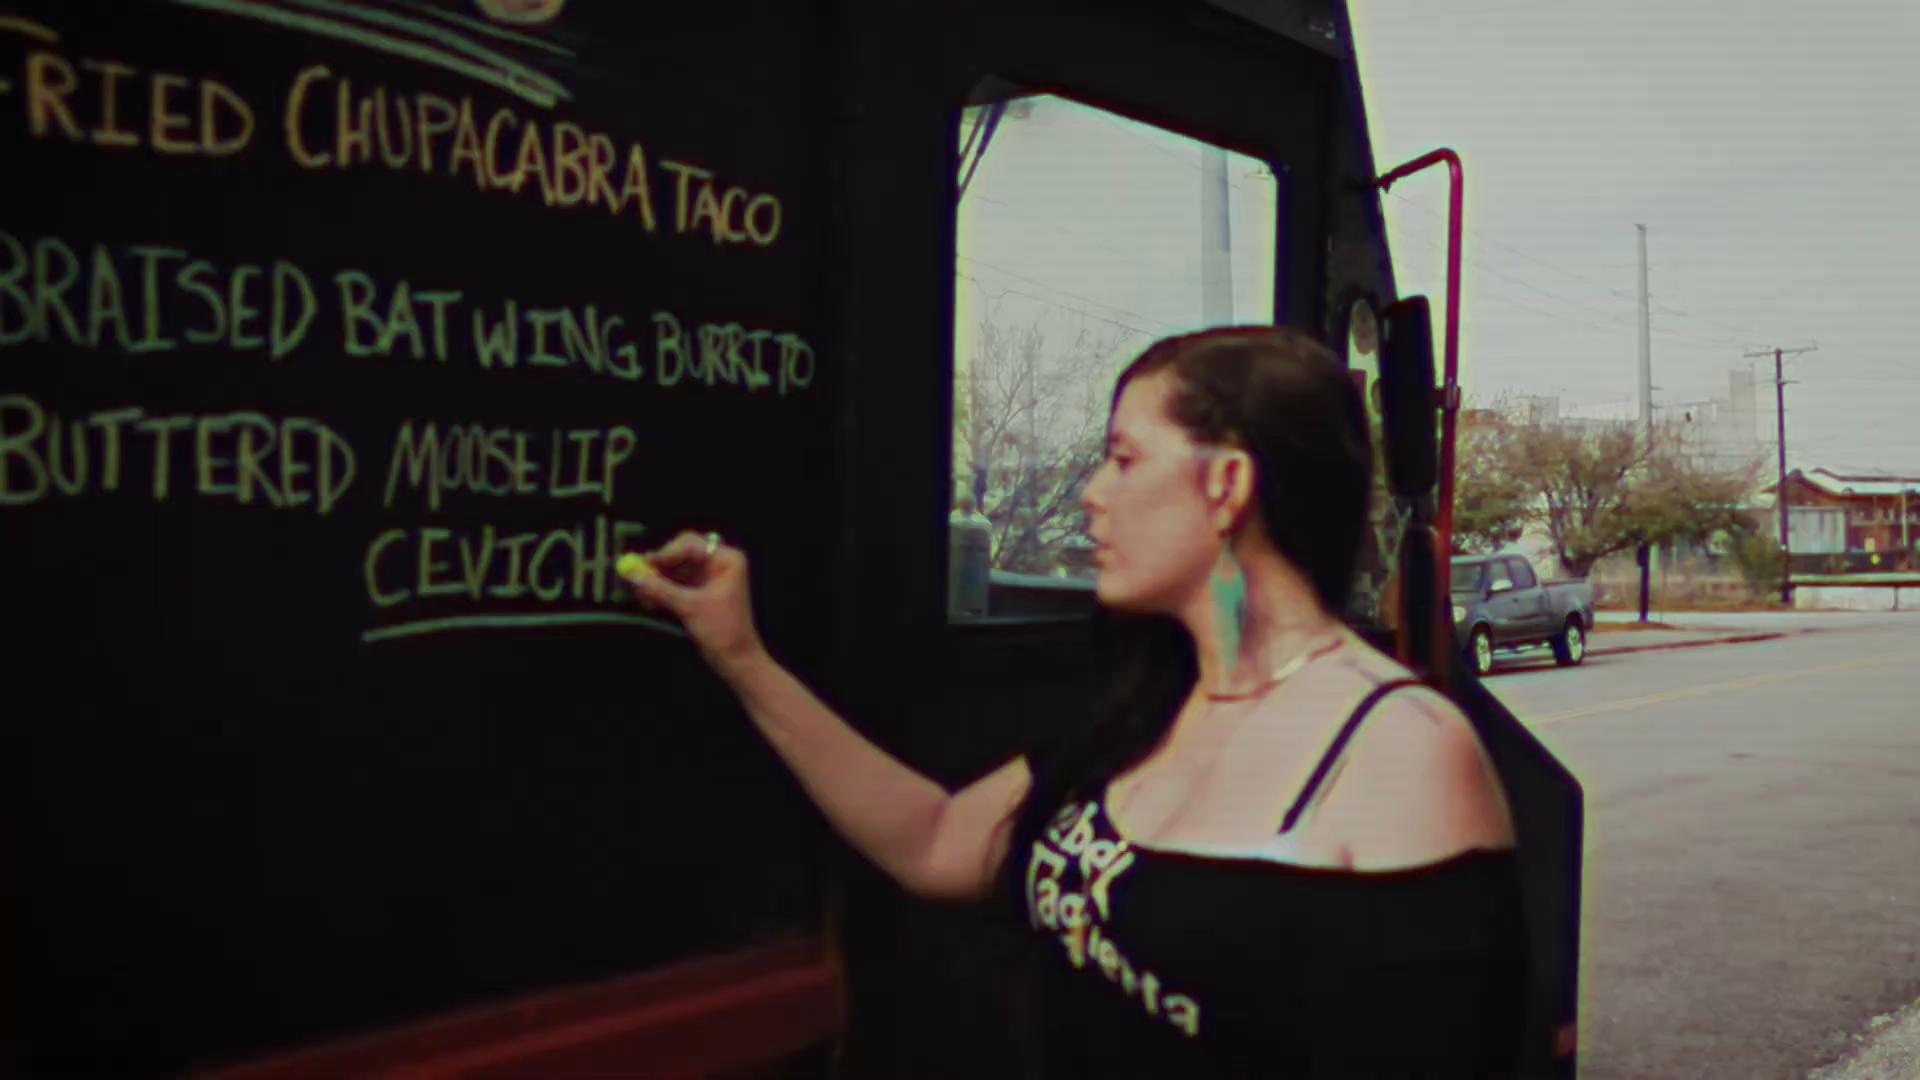 FRIED CHUPACABRA TACO
BRAISED BAT WING BURRITO
BUTTERED MOOSE LIP
CEVICHE